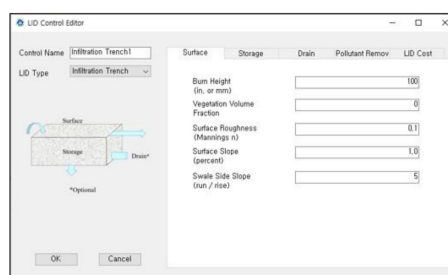 LID Control Editor
Control Name Infiltration Trench1
LID Type Infiltration Trench
Surface
Storage
Drain*
*Optional
OK Cancel
Surface Storage Drain Pollutant Remov LID Cost
Burn Height 100
(in, or mm)
Vegetation Volume 0
Fraction
Surface Roughness 0,1
(Mannings n)
Surface Slope 1,0
(percent)
Swale Side Slope 5
(run / rise)